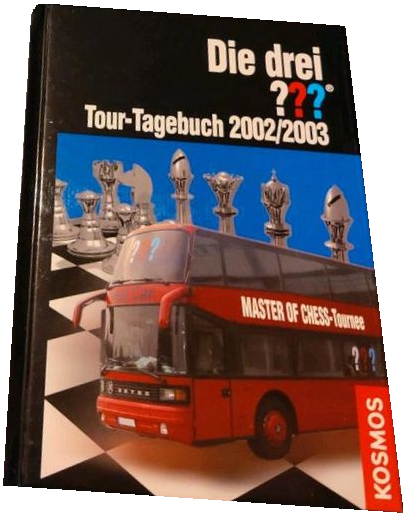 Die drei
???®
Tour-Tagebuch 2002/2003
? ?
MASTER OF CHESS-Tournee
? ? ?
SETRA
KOSMOS